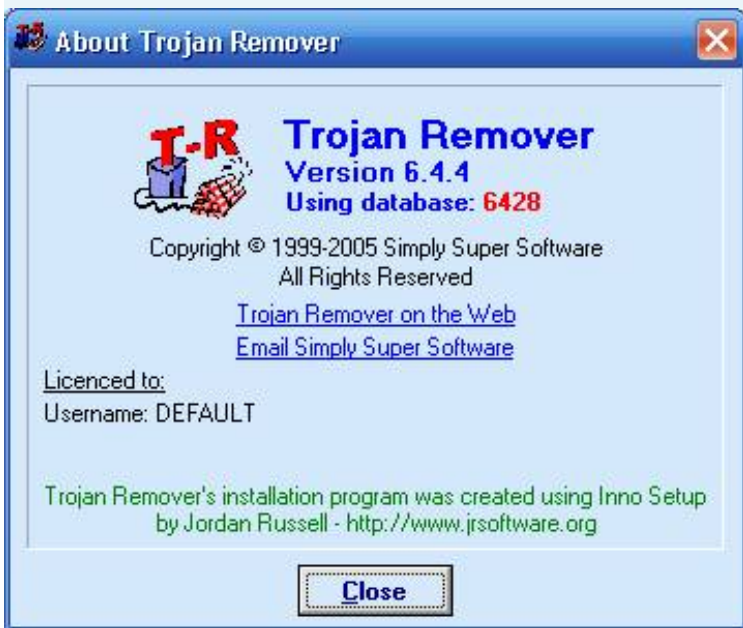 About Trojan Remover
T-R
Trojan Remover
Version 6.4.4
Using database: 6428
Copyright © 1999-2005 Simply Super Software
All Rights Reserved
Trojan Remover on the Web
Email Simply Super Software
Licenced to:
Username: DEFAULT
Trojan Remover's installation program was created using Inno Setup
by Jordan Russell - http://www.jrsoftware.org
Close